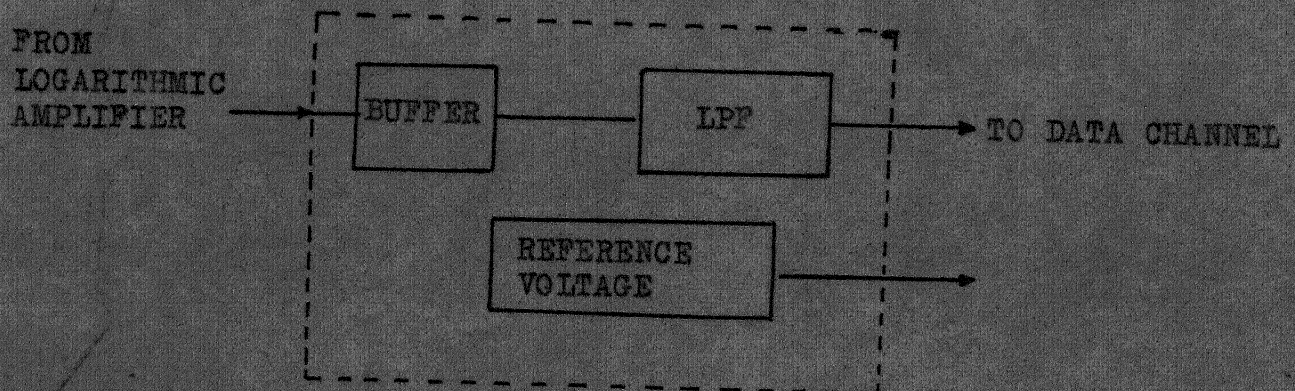 FROM
LOGARITHMIC
AMPLIFIER
BUFFER
LPF
TO DATA CHANNEL
REFERENCE
VOLTAGE